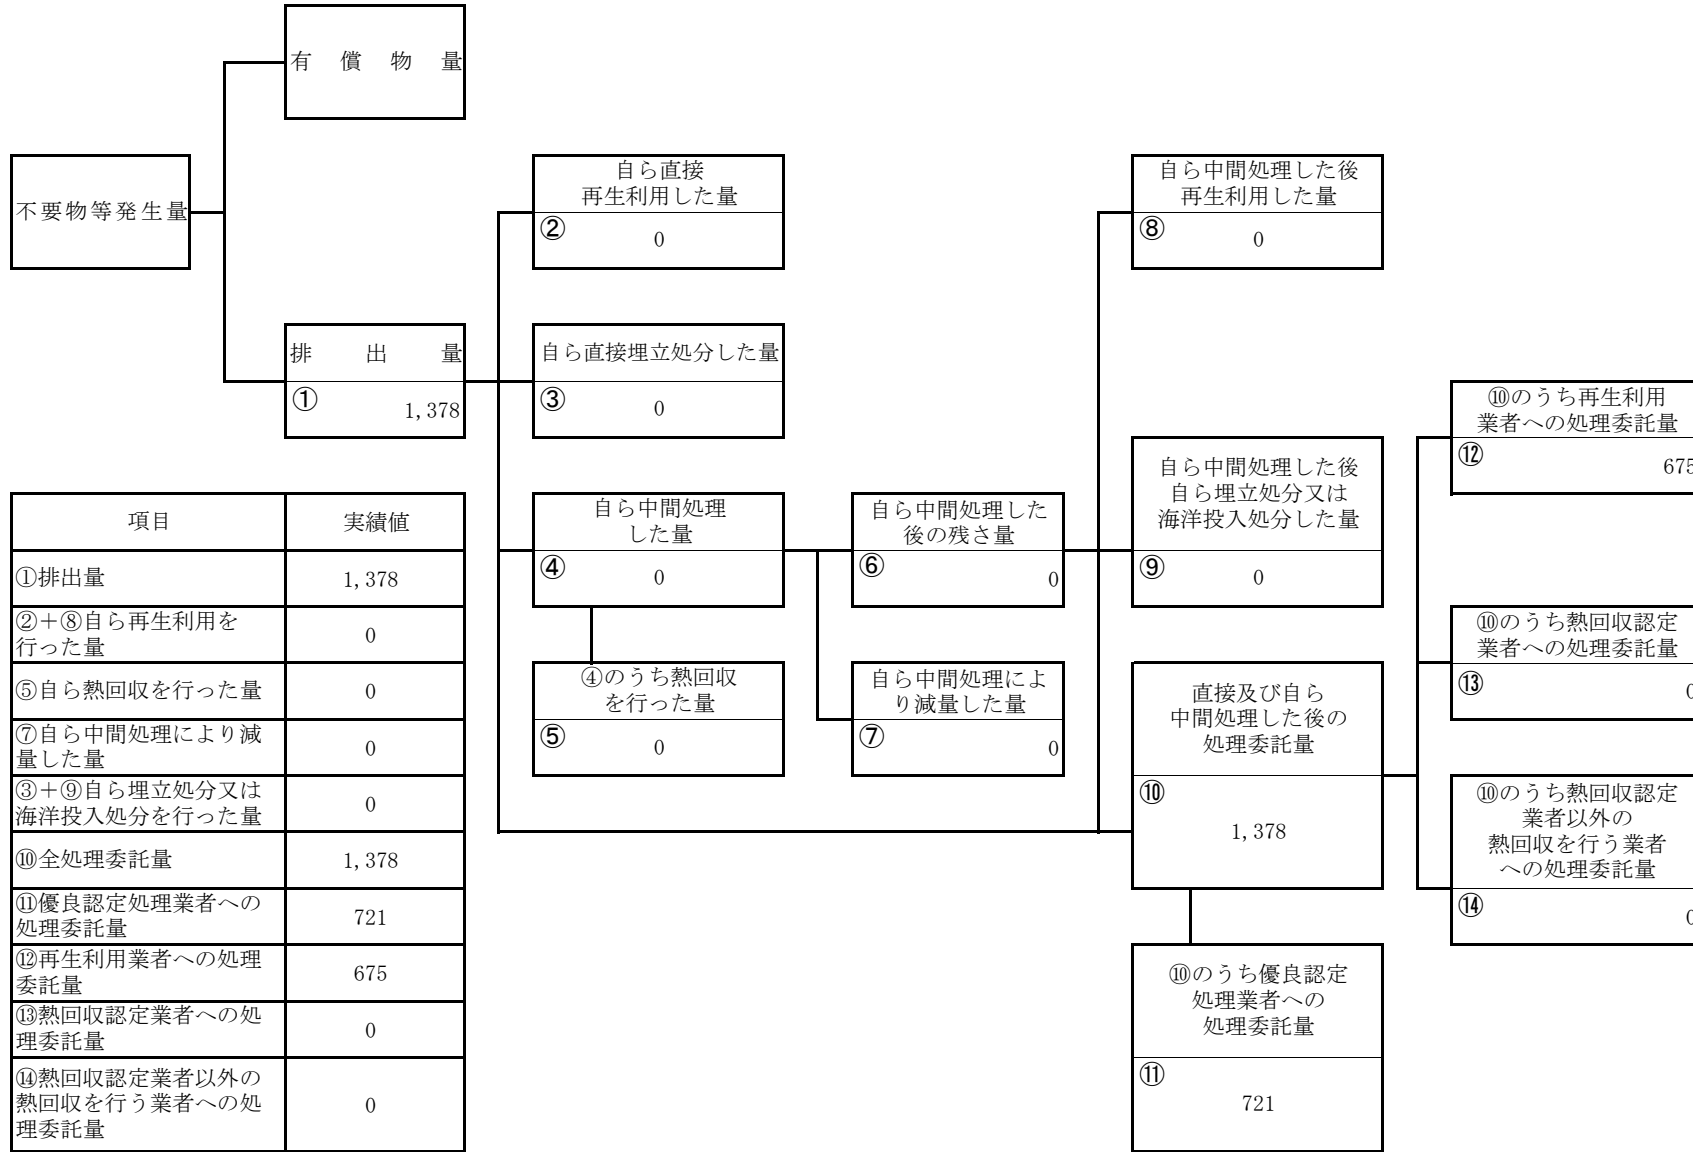 有償物量
不要物等発生量
排出量
①
1,378
自ら直接
再生利用した量
②
0
自ら直接埋立処分した量
③
0
自ら中間処理
した量
④
0
④のうち熱回収
を行った量
⑤
0
自ら中間処理した
後の残さ量
⑥
0
自ら中間処理によ
り減量した量
⑦
0
自ら中間処理した後
再生利用した量
⑧
0
自ら中間処理した後
自ら埋立処分又は
海洋投入処分した量
⑨
0
直接及び自ら
中間処理した後の
処理委託量
⑩
1,378
⑩のうち優良認定
処理業者への
処理委託量
⑪
721
⑩のうち再生利用
業者への処理委託量
⑫
675
⑩のうち熱回収認定
業者への処理委託量
⑬
0
⑩のうち熱回収認定
業者以外の
熱回収を行う業者
への処理委託量
⑭
0
項目 実績値
①排出量 1,378
②＋⑧自ら再生利用を
行った量 0
⑤自ら熱回収を行った量 0
⑦自ら中間処理により減
量した量 0
③＋⑨自ら埋立処分又は
海洋投入処分を行った量 0
⑩全処理委託量 1,378
⑪優良認定処理業者への
処理委託量 721
⑫再生利用業者への処理
委託量 675
⑬熱回収認定業者への処
理委託量 0
⑭熱回収認定業者以外の
熱回収を行う業者への処
理委託量 0